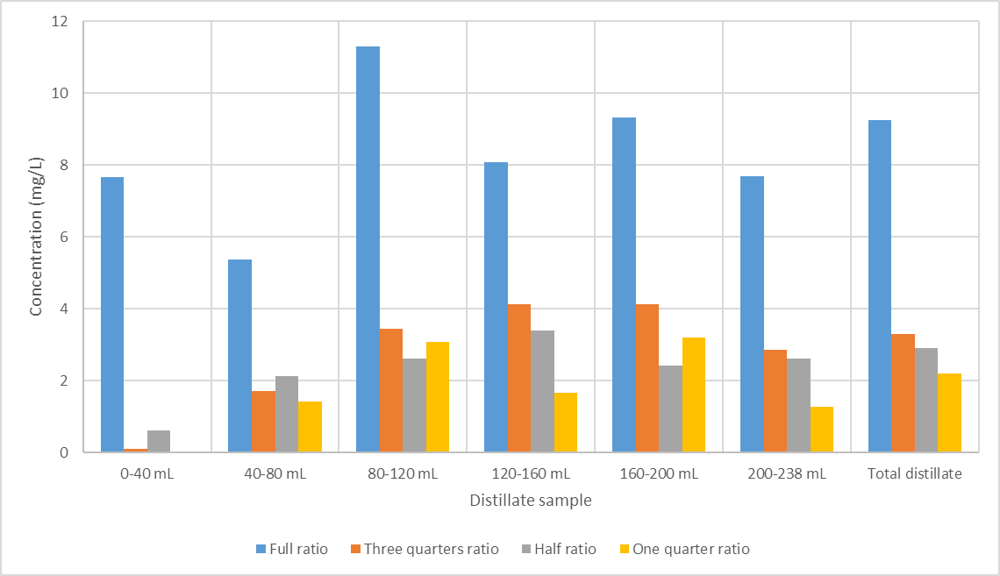 12
10
8
6
4
2
0
Concentration (mg/L)
0-40 mL 40-80 mL 80-120 mL 120-160 mL 160-200 mL 200-238 mL Total distillate
Distillate sample
Full ratio Three quarters ratio Half ratio One quarter ratio